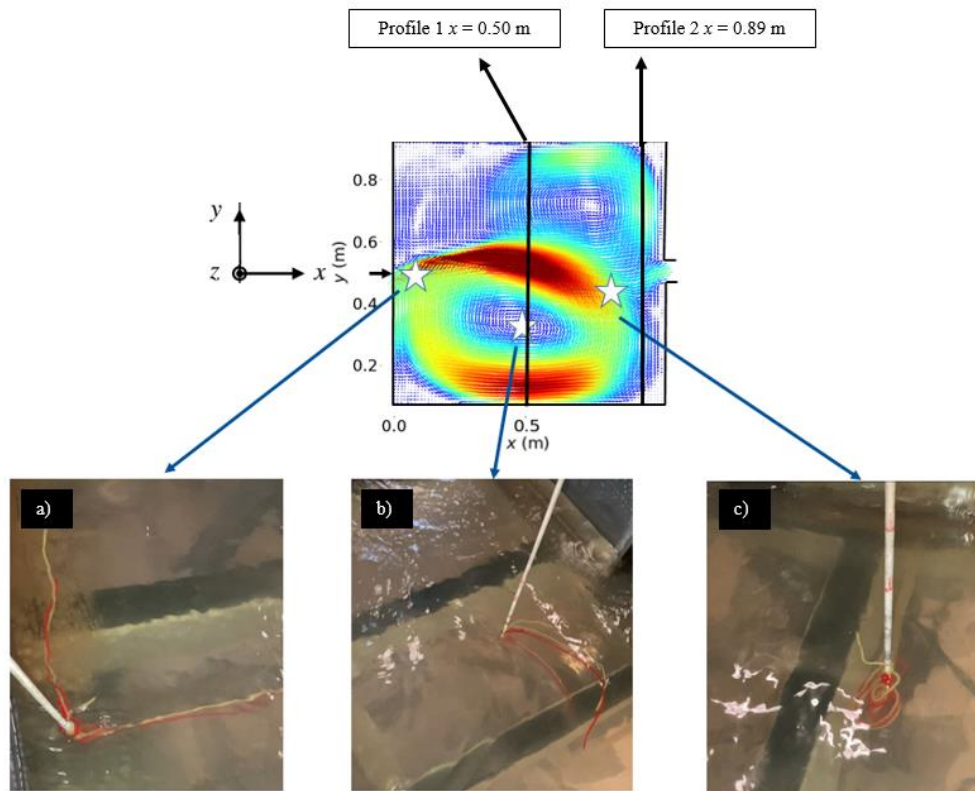 Profile 1 x = 0.50 m
Profile 2 x = 0.89 m
y
z
x
y (m)
0.8
0.6
0.4
0.2
0.0
0.5
x (m)
a)
b)
c)